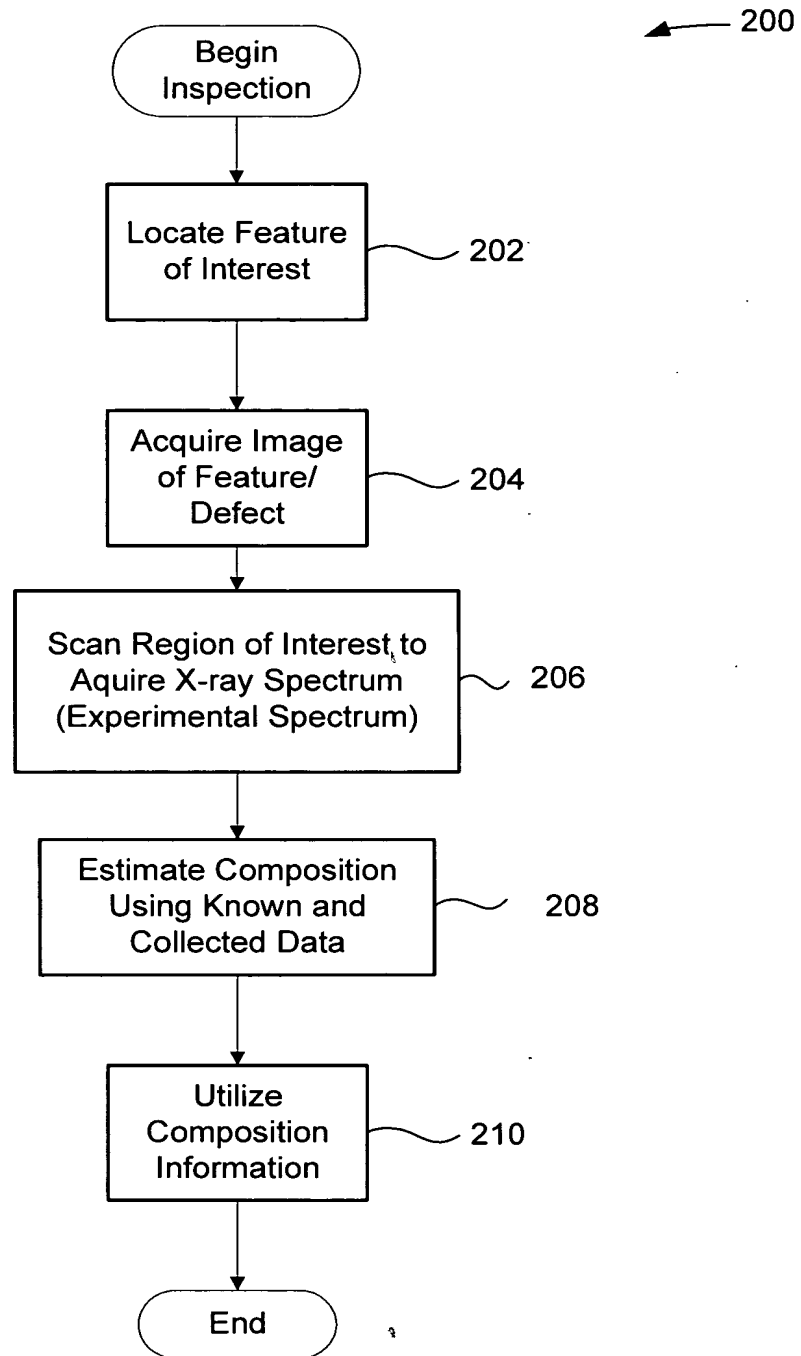 200
Begin
Inspection
Locate Feature
of Interest
202
Acquire Image
of Feature/
Defect
204
Scan Region of Interest to
Aquire X-ray Spectrum
(Experimental Spectrum)
206
Estimate Composition
Using Known and
Collected Data
208
Utilize
Composition
Information
210
End